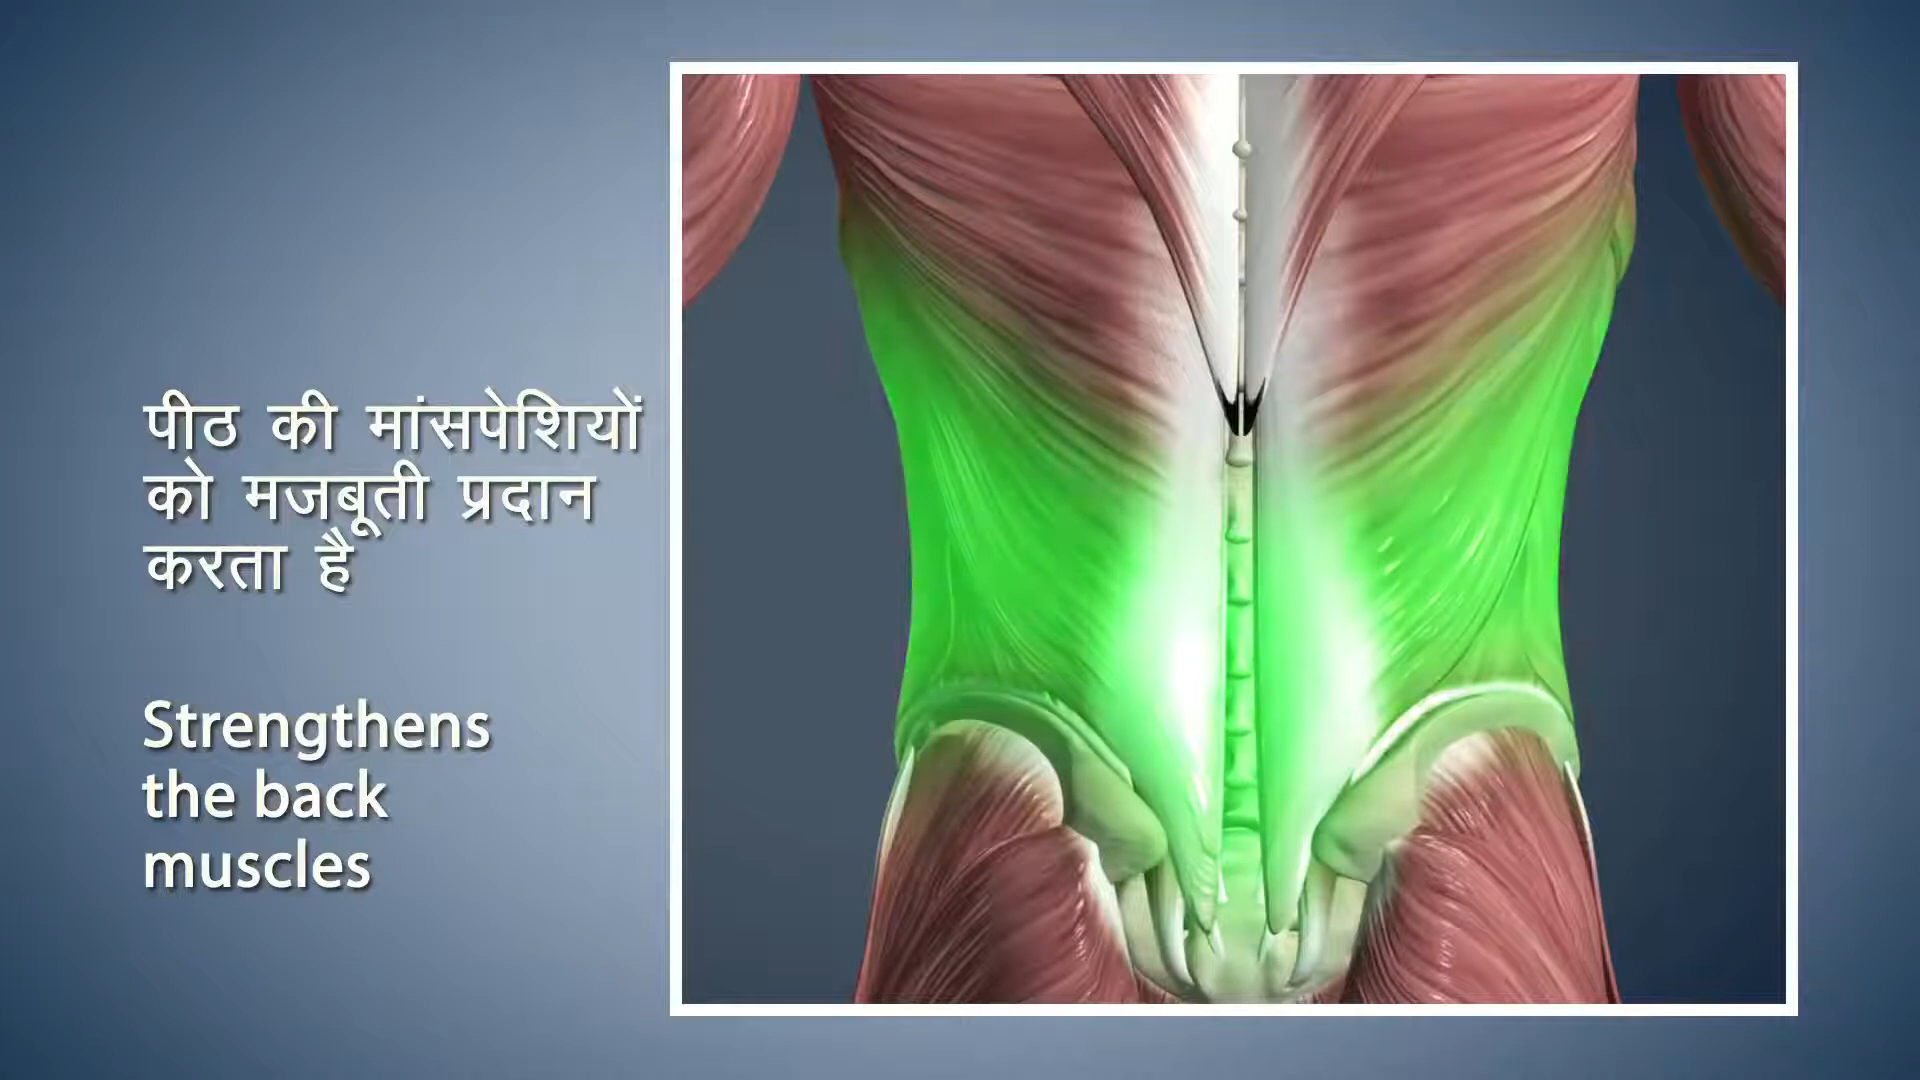 पीठ की मांसपेशियों
को मजबूती प्रदान
करता है
Strengthens
the back
muscles